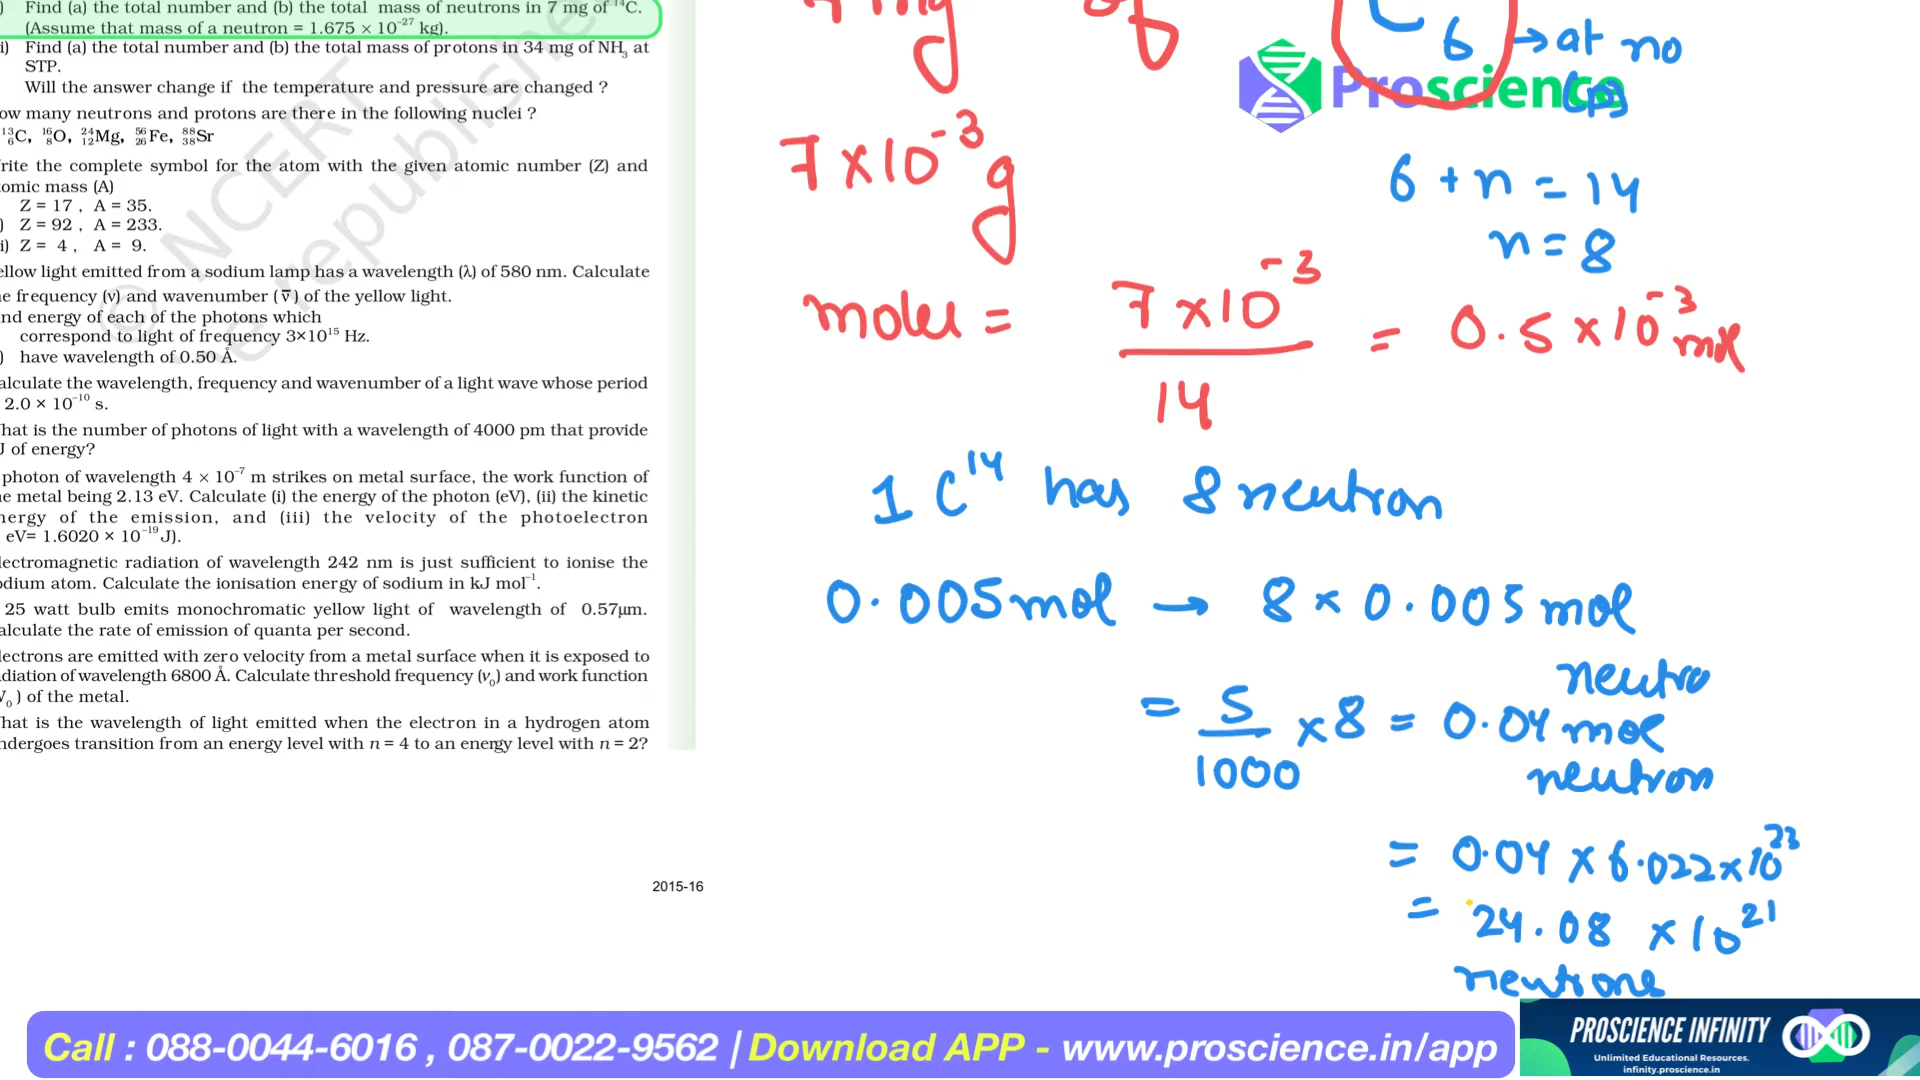 Find (a) the total number and (b) the total mass of neutrons in 7 mg of ¹⁴C.
(Assume that mass of a neutron = 1.675 × 10⁻²⁷ kg).
i) Find (a) the total number and (b) the total mass of protons in 34 mg of NH₃ at
STP.
Will the answer change if the temperature and pressure are changed ?
ow many neutrons and protons are there in the following nuclei ?
¹³₆C, ¹⁶₈O, ²⁴₁₂Mg, ⁵⁶₂₆Fe, ⁸⁸₃₈Sr
rite the complete symbol for the atom with the given atomic number (Z) and
omic mass (A)
Z = 17 , A = 35.
) Z = 92 , A = 233.
i) Z = 4 , A = 9.
ellow light emitted from a sodium lamp has a wavelength (λ) of 580 nm. Calculate
e frequency (ν) and wavenumber ( ν̅ ) of the yellow light.
nd energy of each of the photons which
correspond to light of frequency 3×10¹⁵ Hz.
) have wavelength of 0.50 Å.
alculate the wavelength, frequency and wavenumber of a light wave whose period
2.0 × 10⁻¹⁰ s.
hat is the number of photons of light with a wavelength of 4000 pm that provide
J of energy?
photon of wavelength 4 × 10⁻⁷ m strikes on metal surface, the work function of
e metal being 2.13 eV. Calculate (i) the energy of the photon (eV), (ii) the kinetic
nergy of the emission, and (iii) the velocity of the photoelectron
eV= 1.6020 × 10⁻¹⁹ J).
lectromagnetic radiation of wavelength 242 nm is just sufficient to ionise the
odium atom. Calculate the ionisation energy of sodium in kJ mol⁻¹.
25 watt bulb emits monochromatic yellow light of wavelength of 0.57μm.
alculate the rate of emission of quanta per second.
lectrons are emitted with zero velocity from a metal surface when it is exposed to
diation of wavelength 6800 Å. Calculate threshold frequency (ν₀) and work function
₀ ) of the metal.
hat is the wavelength of light emitted when the electron in a hydrogen atom
ndergoes transition from an energy level with n = 4 to an energy level with n = 2?
© NCERT
republishe
2015-16
7 mg of C 6 → at no
(p)
Proscience
7 × 10⁻³ g
6 + n = 14
n = 8
moles = 7 × 10⁻³ / 14 = 0.5 × 10⁻³ mol
1 C¹⁴ has 8 neutron
0.005 mol → 8 × 0.005 mol
neutro
= 5/1000 × 8 = 0.04 mol
neutron
= 0.04 × 6.022 × 10²³
= 24.08 × 10²¹
neutrons
Call : 088-0044-6016 , 087-0022-9562 | Download APP - www.proscience.in/app
PROSCIENCE INFINITY
Unlimited Educational Resources.
infinity.proscience.in